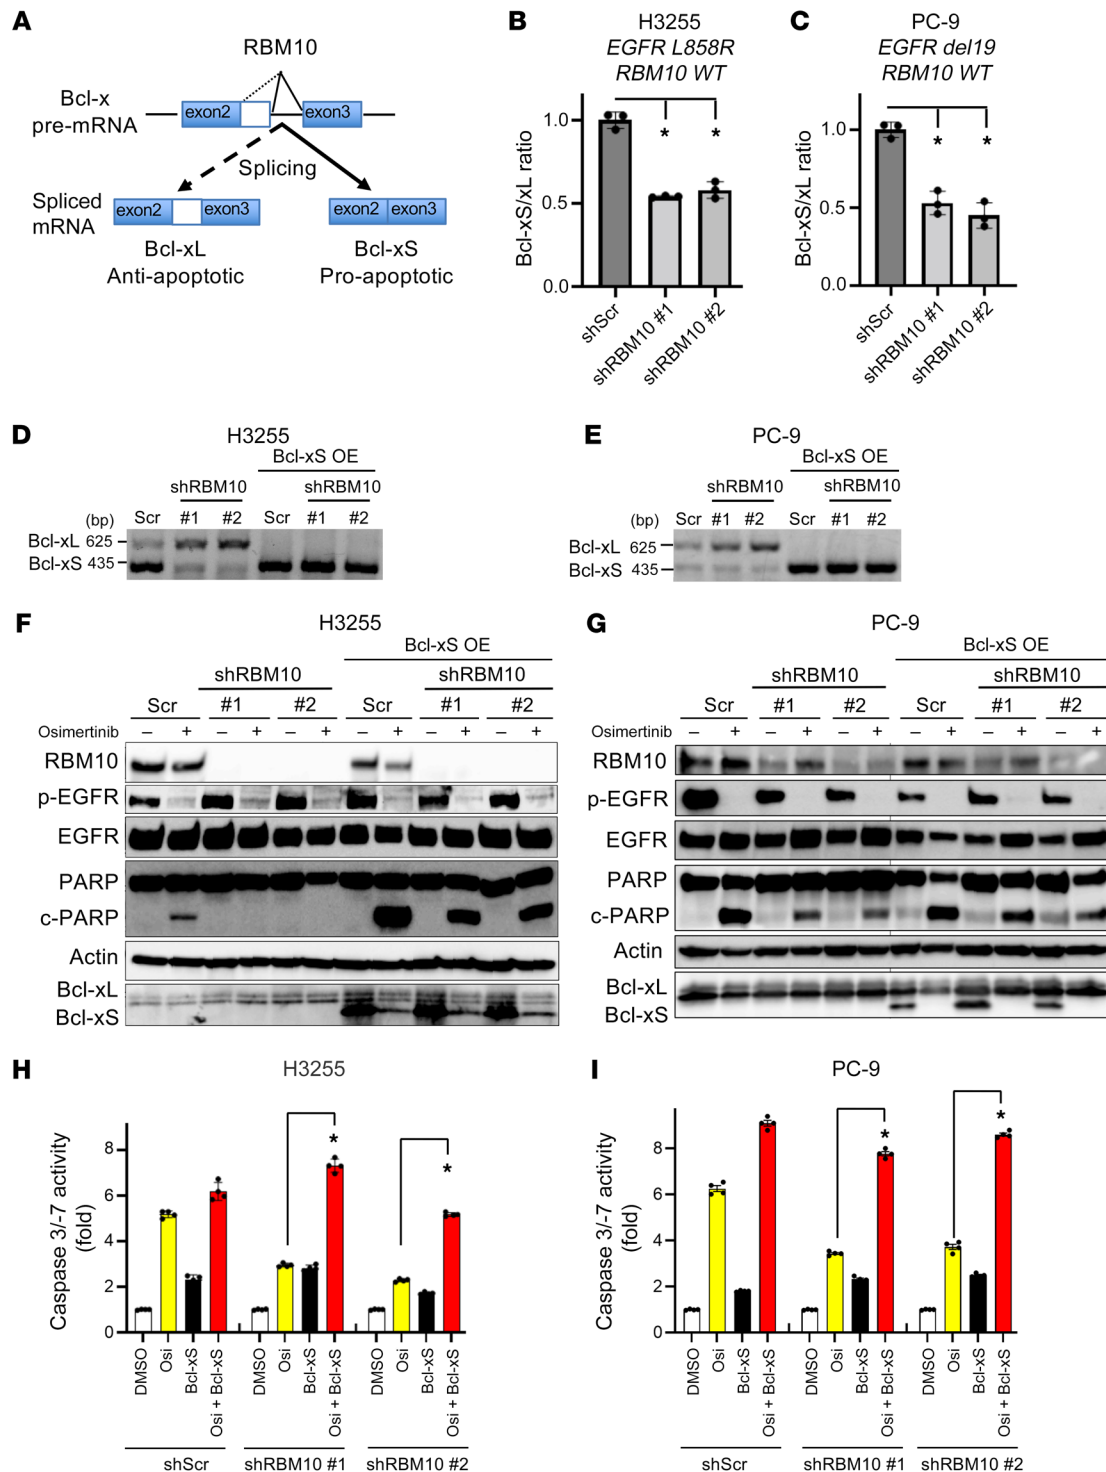 A
RBM10
Bcl-x
pre-mRNA
exon2
exon3
Splicing
Spliced
mRNA
exon2
exon3
exon2
exon3
Bcl-xL
Anti-apoptotic
Bcl-xS
Pro-apoptotic
B
H3255
EGFR L858R
RBM10 WT
Bcl-xS/xL ratio
1.0
0.5
0.0
* *
shScr
shRBM10 #1
shRBM10 #2
C
PC-9
EGFR del19
RBM10 WT
Bcl-xS/xL ratio
1.0
0.5
0.0
* *
shScr
shRBM10 #1
shRBM10 #2
D
H3255
Bcl-xS OE
shRBM10 shRBM10
(bp) Scr #1 #2 Scr #1 #2
Bcl-xL 625
Bcl-xS 435
E
PC-9
Bcl-xS OE
shRBM10 shRBM10
(bp) Scr #1 #2 Scr #1 #2
Bcl-xL 625
Bcl-xS 435
F
H3255
Bcl-xS OE
shRBM10 shRBM10
Scr #1 #2 Scr #1 #2
Osimertinib – + – + – + – + – + – +
RBM10
p-EGFR
EGFR
PARP
c-PARP
Actin
Bcl-xL
Bcl-xS
G
PC-9
Bcl-xS OE
shRBM10 shRBM10
Scr #1 #2 Scr #1 #2
Osimertinib – + – + – + – + – + – +
RBM10
p-EGFR
EGFR
PARP
c-PARP
Actin
Bcl-xL
Bcl-xS
H
H3255
Caspase 3/-7 activity
(fold)
8
6
4
2
0
* *
DMSO
Osi
Bcl-xS
Osi + Bcl-xS
DMSO
Osi
Bcl-xS
Osi + Bcl-xS
DMSO
Osi
Bcl-xS
Osi + Bcl-xS
shScr shRBM10 #1 shRBM10 #2
I
PC-9
Caspase 3/-7 activity
(fold)
8
6
4
2
0
* *
DMSO
Osi
Bcl-xS
Osi + Bcl-xS
DMSO
Osi
Bcl-xS
Osi + Bcl-xS
DMSO
Osi
Bcl-xS
Osi + Bcl-xS
shScr shRBM10 #1 shRBM10 #2